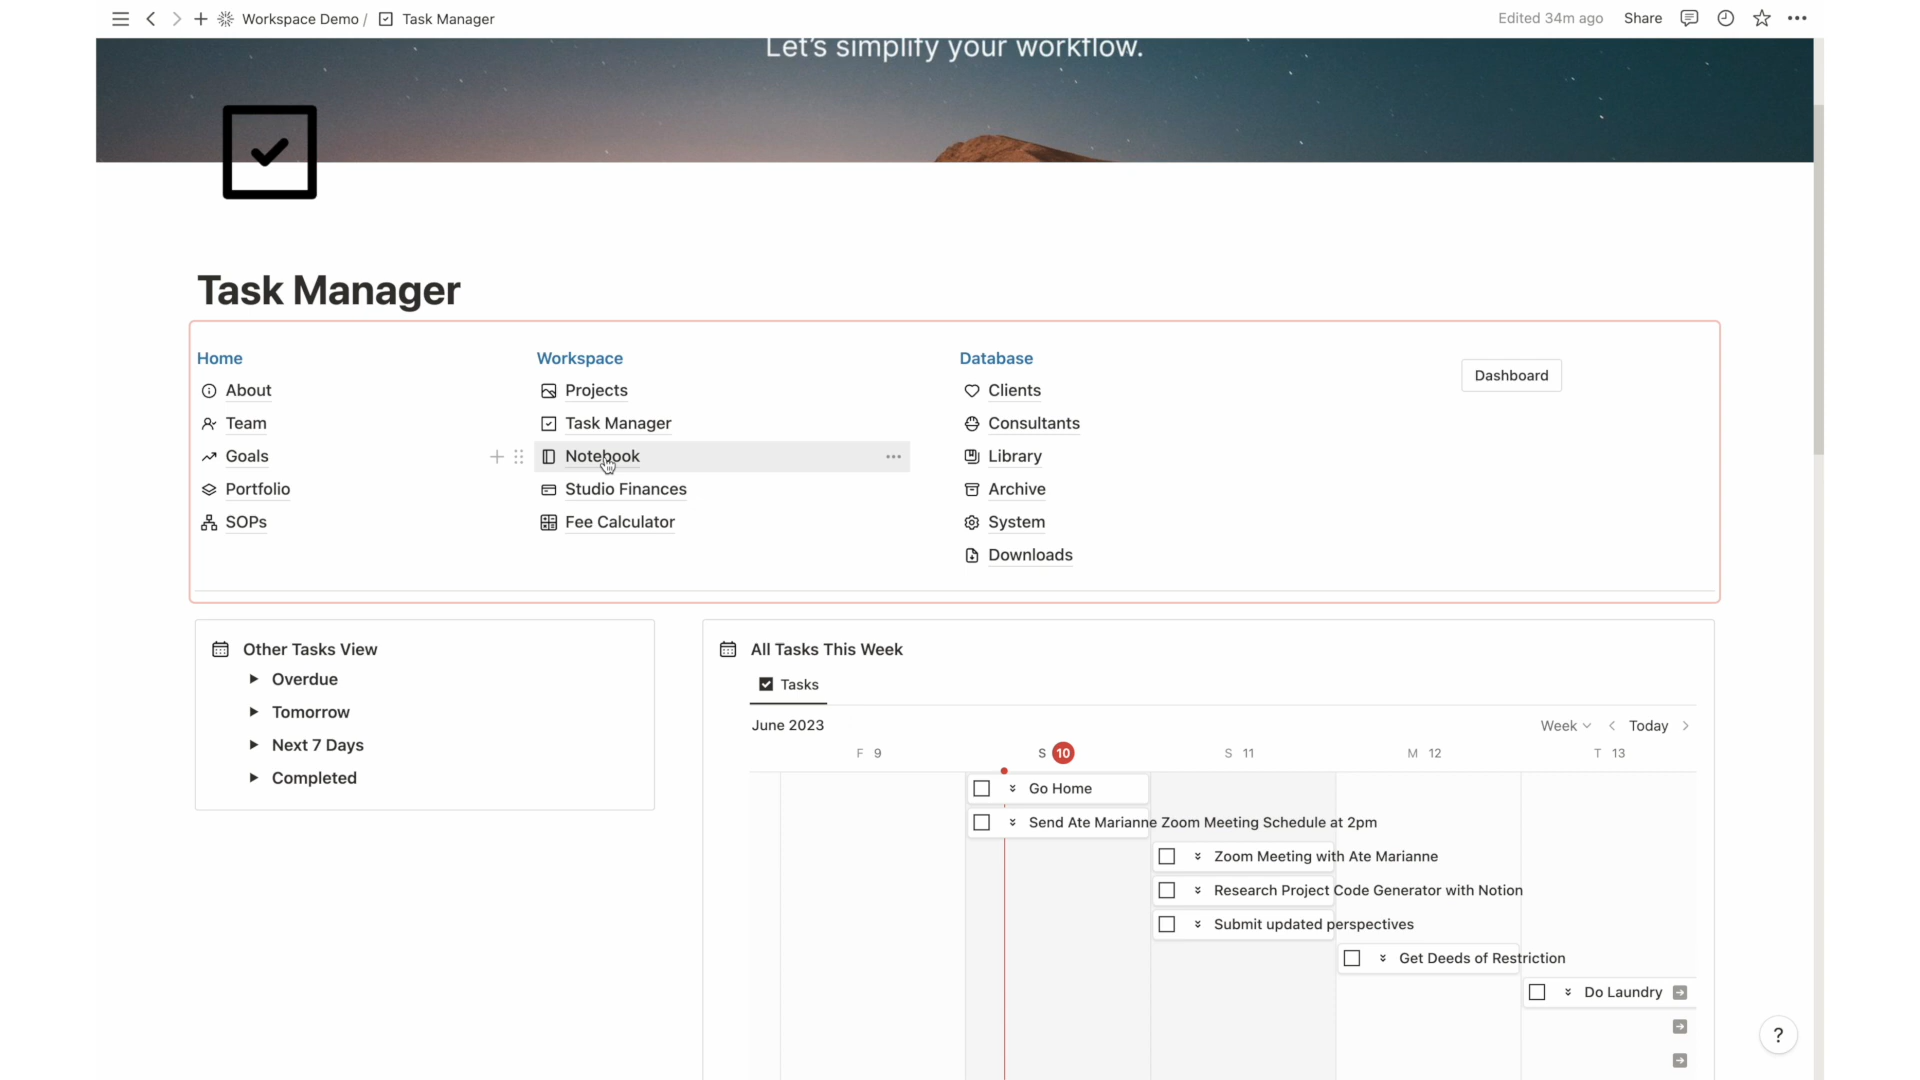 Workspace Demo / Task Manager
Edited 34m ago Share
Let's simplify your workflow.
Task Manager
Home
About
Team
Goals
Portfolio
SOPs
Workspace
Projects
Task Manager
Notebook
Studio Finances
Fee Calculator
Database
Clients
Consultants
Library
Archive
System
Downloads
Dashboard
Other Tasks View
Overdue
Tomorrow
Next 7 Days
Completed
All Tasks This Week
Tasks
June 2023 Week Today
F 9 S 10 S 11 M 12 T 13
Go Home
Send Ate Marianne Zoom Meeting Schedule at 2pm
Zoom Meeting with Ate Marianne
Research Project Code Generator with Notion
Submit updated perspectives
Get Deeds of Restriction
Do Laundry
?